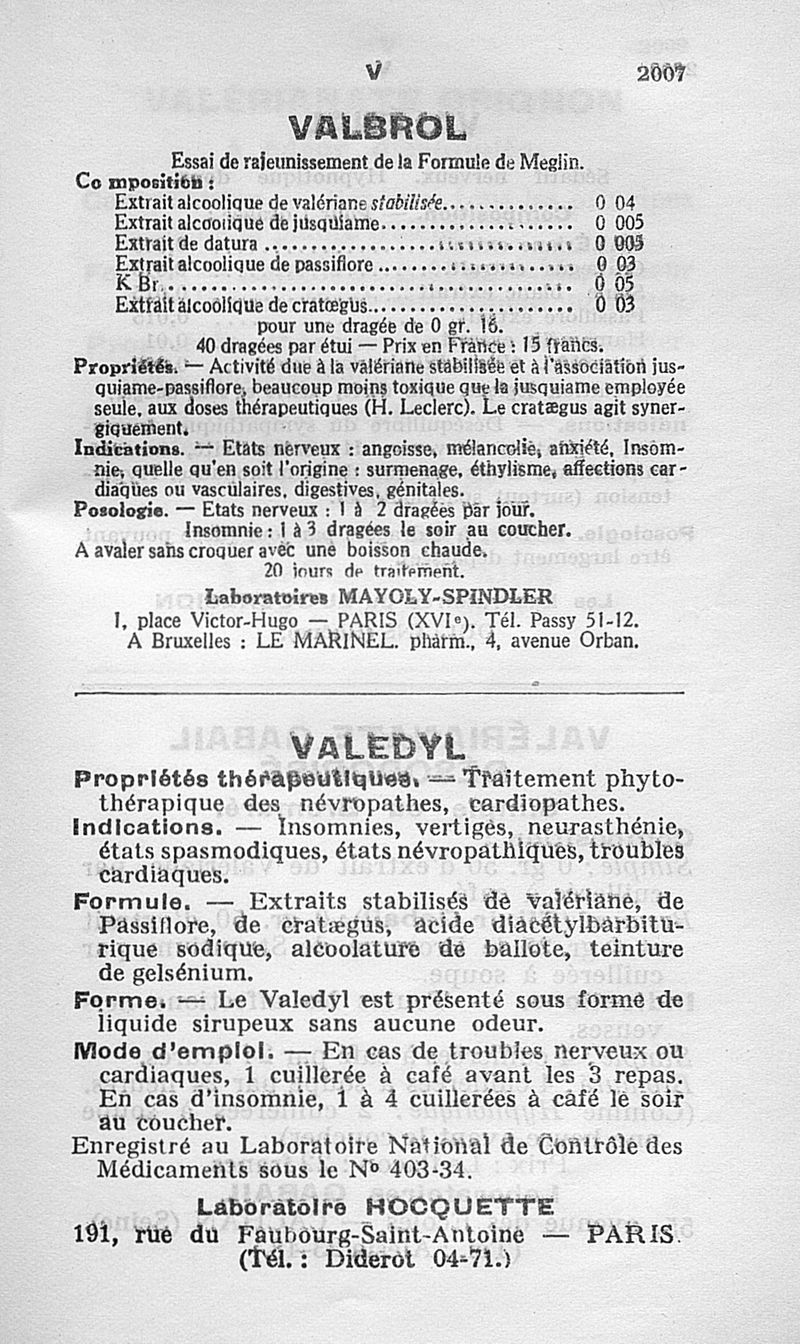 V 2007
VALBROL
Essai de rajeunissement de la Formule de Meglin.
Composition :
Extrait alcoolique de valériane stabilisée............... 0 04
Extrait alcoolique de jusquiame.................. 0 005
Extrait de datura ........................... 0 005
Extrait alcoolique de passiflore .................. 0 03
K Br..................................... 0 05
Extrait alcoolique de cratœgus..................... 0 03
pour une dragée de 0 gr. 16.
40 dragées par étui — Prix en France : 15 francs.
Propriétés. — Activité due à la valériane stabilisée et à l'association jus-
quiame-passiflore, beaucoup moins toxique que la jusquiame employée
seule, aux doses thérapeutiques (H. Leclerc). Le cratægus agit syner-
giquement.
Indications. — Etats nerveux : angoisse, mélancolie, anxiété, Insom-
nie, quelle qu'en soit l'origine : surmenage, éthylisme, affections car-
diaques ou vasculaires, digestives, génitales.
Posologie. — Etats nerveux : 1 à 2 dragées par jour.
Insomnie : 1 à 3 dragées le soir au coucher.
A avaler sans croquer avec une boisson chaude.
20 jours de traitement.
Laboratoires MAYOLY-SPINDLER
1, place Victor-Hugo — PARIS (XVIe). Tél. Passy 51-12.
A Bruxelles : LE MARINEL. pharm., 4, avenue Orban.
VALEDYL
Propriétés thérapeutiques. — Traitement phyto-
thérapique des névropathes, cardiopathes.
Indications. — Insomnies, vertiges, neurasthénie,
états spasmodiques, états névropathiques, troubles
cardiaques.
Formule. — Extraits stabilisés de valériane, de
Passiflore, de cratægus, acide diacétylbarbitu-
rique sodique, alcoolature de ballote, teinture
de gelsénium.
Forme. — Le Valedyl est présenté sous forme de
liquide sirupeux sans aucune odeur.
Mode d'emploi. — En cas de troubles nerveux ou
cardiaques, 1 cuillerée à café avant les 3 repas.
En cas d'insomnie, 1 à 4 cuillerées à café le soir
au coucher.
Enregistré au Laboratoire National de Contrôle des
Médicaments sous le No 403-34.
Laboratoire HOCQUETTE
191, rue du Faubourg-Saint-Antoine — PARIS.
(Tél. : Diderot 04-71.)